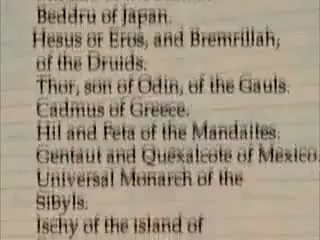 Beddru of Japan.
Hesus or Eros, and Bremrillah,
of the Druids.
Thor, son of Odin, of the Gauls.
Cadmus of Greece.
Hil and Feta of the Mandaites.
Gentaut and Quexalcote of Mexico.
Universal Monarch of the
Sibyls.
Ischy of the island of